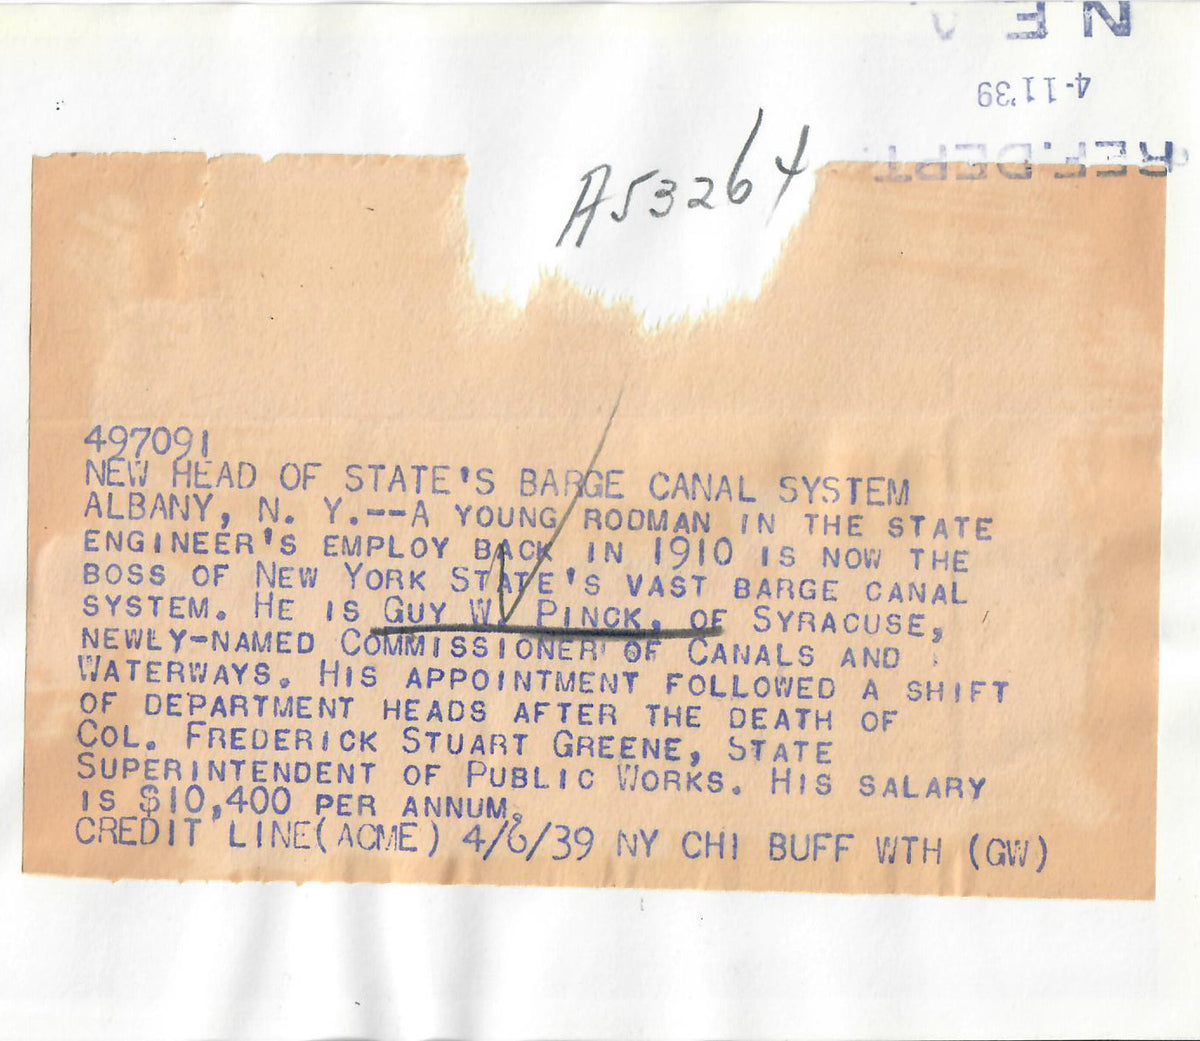 N E A
4-11'39
REF. DEPT.
A53264
497091
NEW HEAD OF STATE'S BARGE CANAL SYSTEM
ALBANY, N. Y.--A YOUNG RODMAN IN THE STATE
ENGINEER'S EMPLOY BACK IN 1910 IS NOW THE
BOSS OF NEW YORK STATE'S VAST BARGE CANAL
SYSTEM. HE IS GUY W. PINCK, OF SYRACUSE,
NEWLY-NAMED COMMISSIONER OF CANALS AND
WATERWAYS. HIS APPOINTMENT FOLLOWED A SHIFT
OF DEPARTMENT HEADS AFTER THE DEATH OF
COL. FREDERICK STUART GREENE, STATE
SUPERINTENDENT OF PUBLIC WORKS. HIS SALARY
IS $10,400 PER ANNUM.
CREDIT LINE(ACME) 4/6/39 NY CHI BUFF WTH (GW)